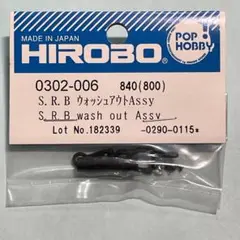 MADE IN JAPAN
HIROBO
POP!
HOBBY
0302-006 840(800)
S.R.B ウォッシュアウトAssy
S.R.B wash out Assy
Lot No.182339 -0290-0115*